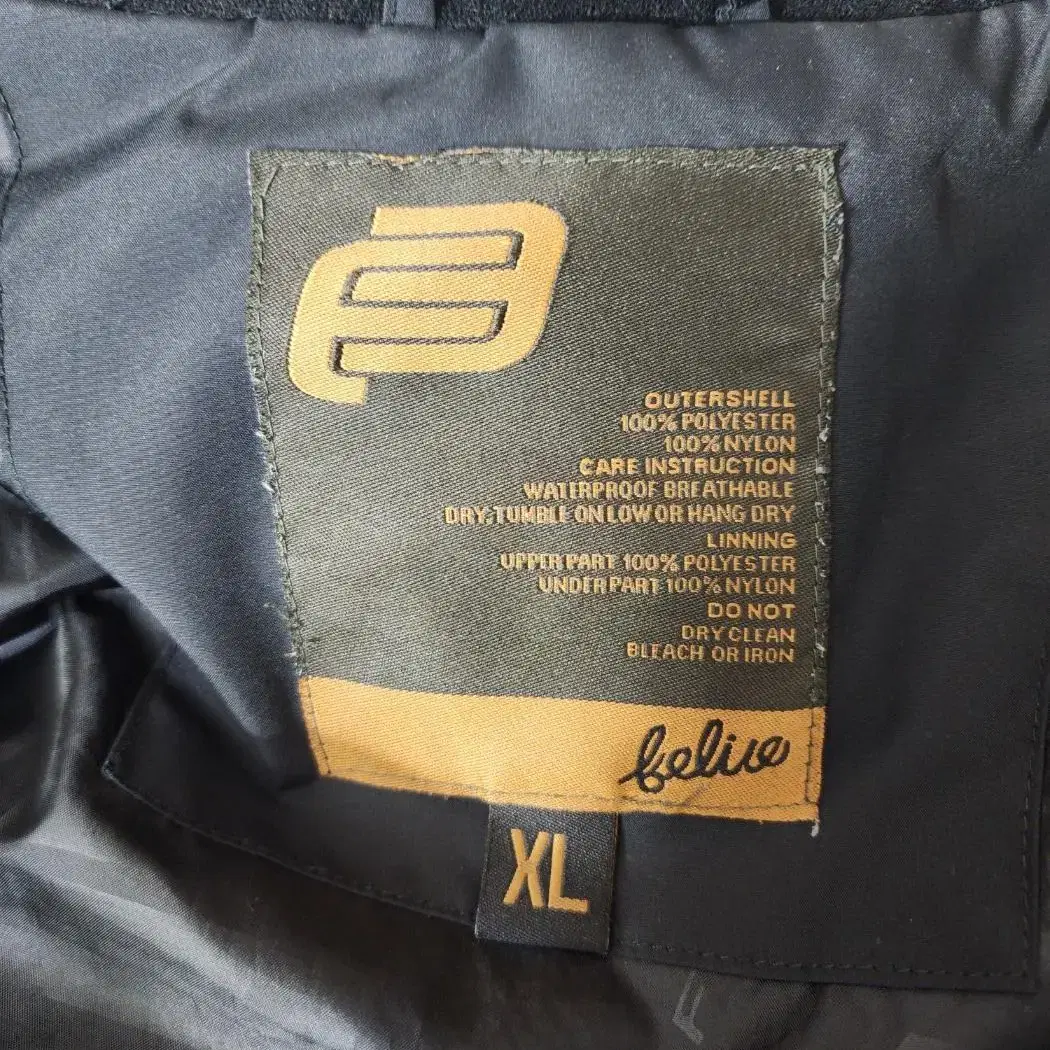 OUTERSHELL
100% POLYESTER
100% NYLON
CARE INSTRUCTION
WATERPROOF BREATHABLE
DRY, TUMBLE ON LOW OR HANG DRY
LINNING
UPPER PART 100% POLYESTER
UNDER PART 100% NYLON
DO NOT
DRY CLEAN
BLEACH OR IRON
belive
XL